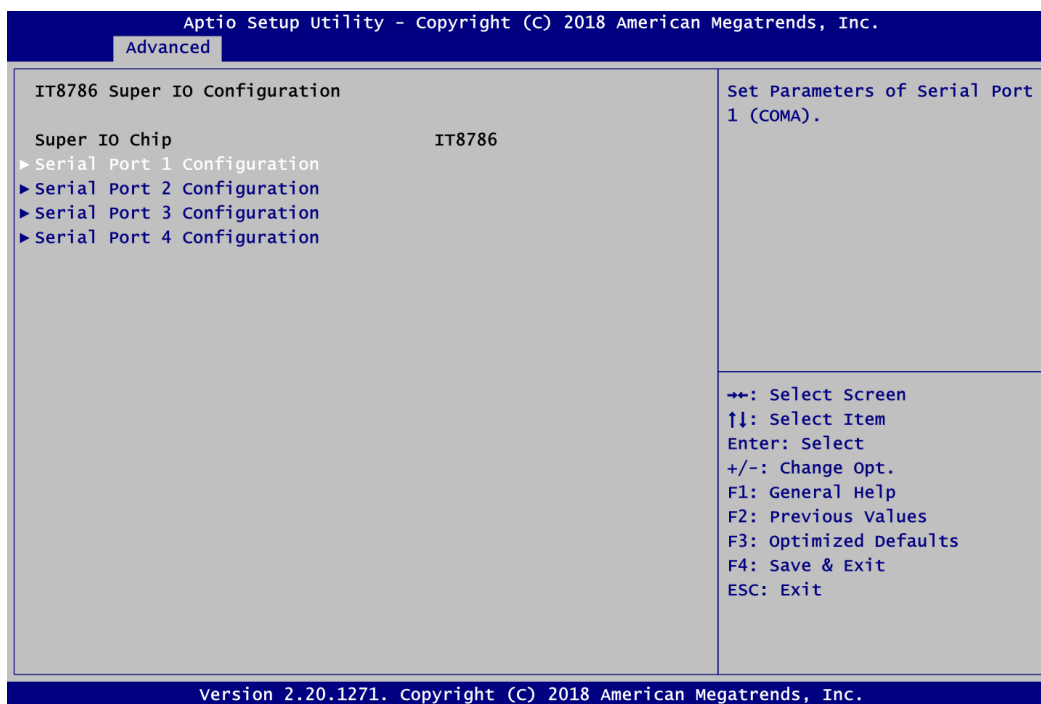 Aptio Setup Utility - Copyright (C) 2018 American Megatrends, Inc.
Advanced
IT8786 Super IO Configuration
Super IO Chip IT8786
►Serial Port 1 Configuration
►Serial Port 2 Configuration
►Serial Port 3 Configuration
►Serial Port 4 Configuration
Set Parameters of Serial Port
1 (COMA).
→←: Select Screen
↑↓: Select Item
Enter: Select
+/-: Change Opt.
F1: General Help
F2: Previous Values
F3: Optimized Defaults
F4: Save & Exit
ESC: Exit
Version 2.20.1271. Copyright (C) 2018 American Megatrends, Inc.